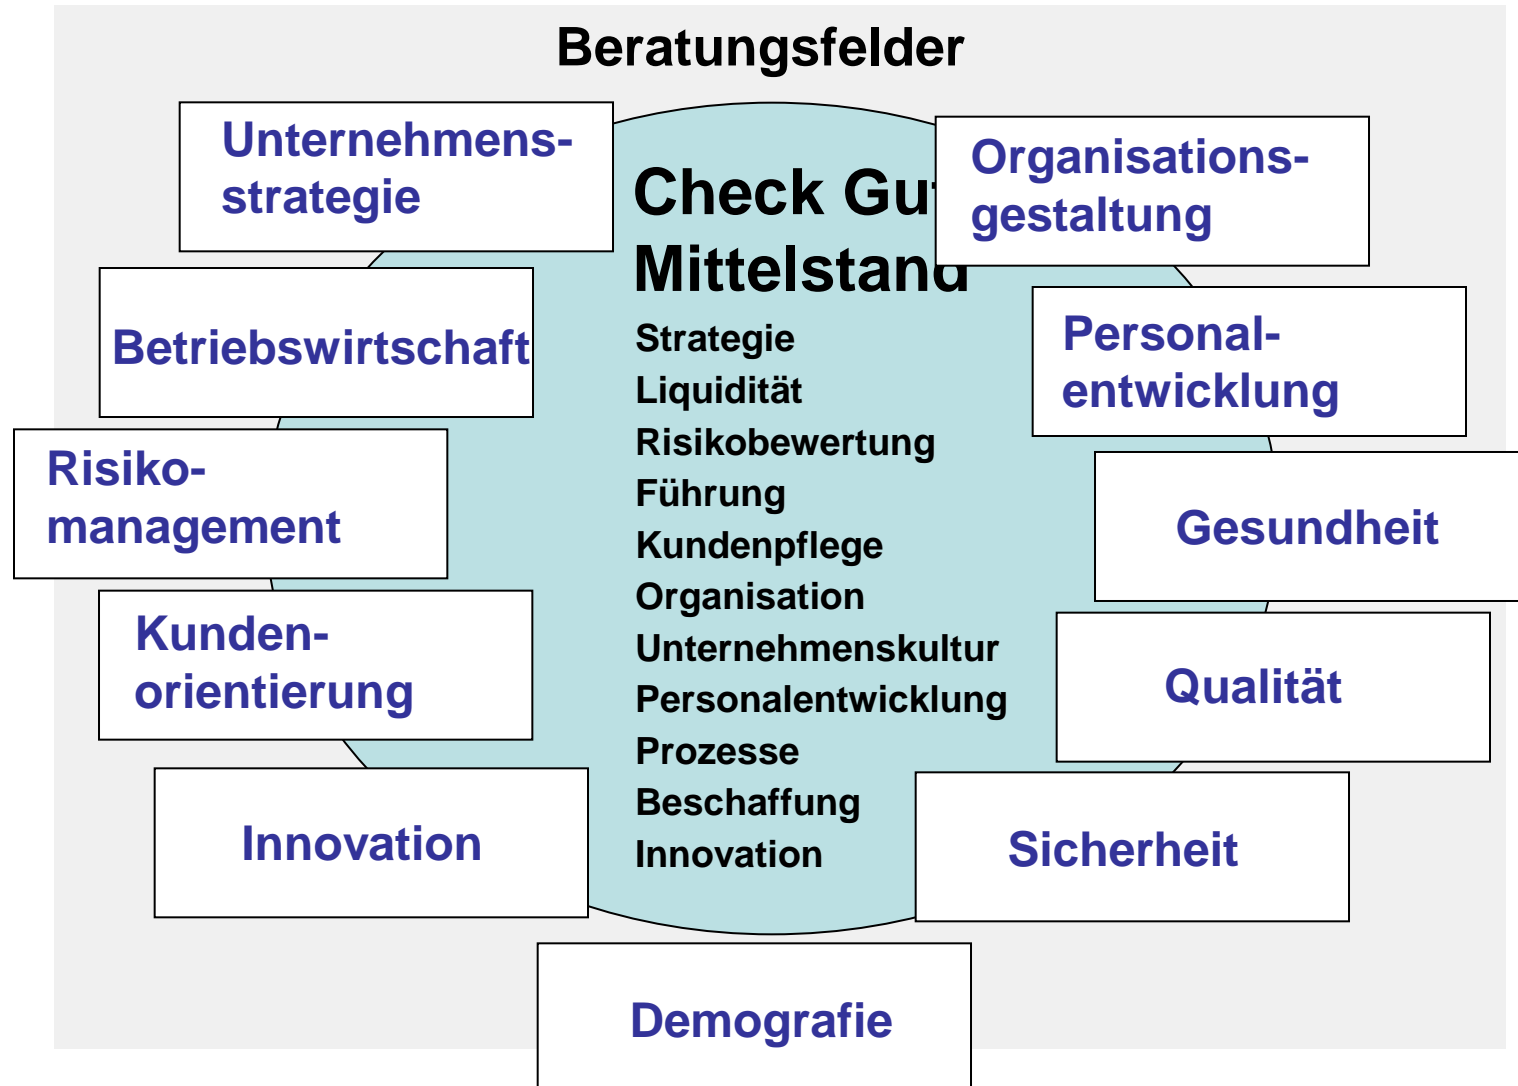 Beratungsfelder
Unternehmens-
strategie
Betriebswirtschaft
Risiko-
management
Kunden-
orientierung
Innovation
Check
Mittelstand
Strategie
Liquidität
Risikobewertung
Führung
Kundenpflege
Organisation
Unternehmenskultur
Personalentwicklung
Prozesse
Beschaffung
Innovation
Organisations-
gestaltung
Personal-
entwicklung
Gesundheit
Qualität
Sicherheit
Demografie